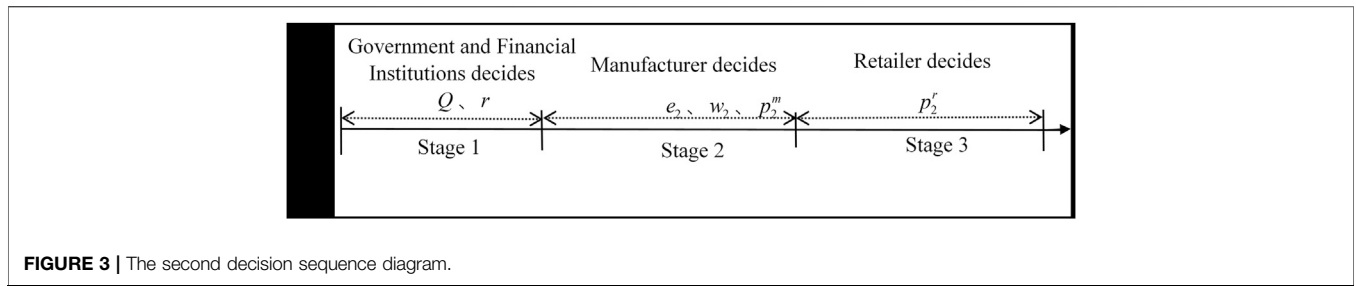 Government and Financial
Institutions decides
Manufacturer decides
Retailer decides
Q、 r
e₂、 w₂、 p₂ᵐ
p₂ʳ
Stage 1
Stage 2
Stage 3
FIGURE 3 | The second decision sequence diagram.